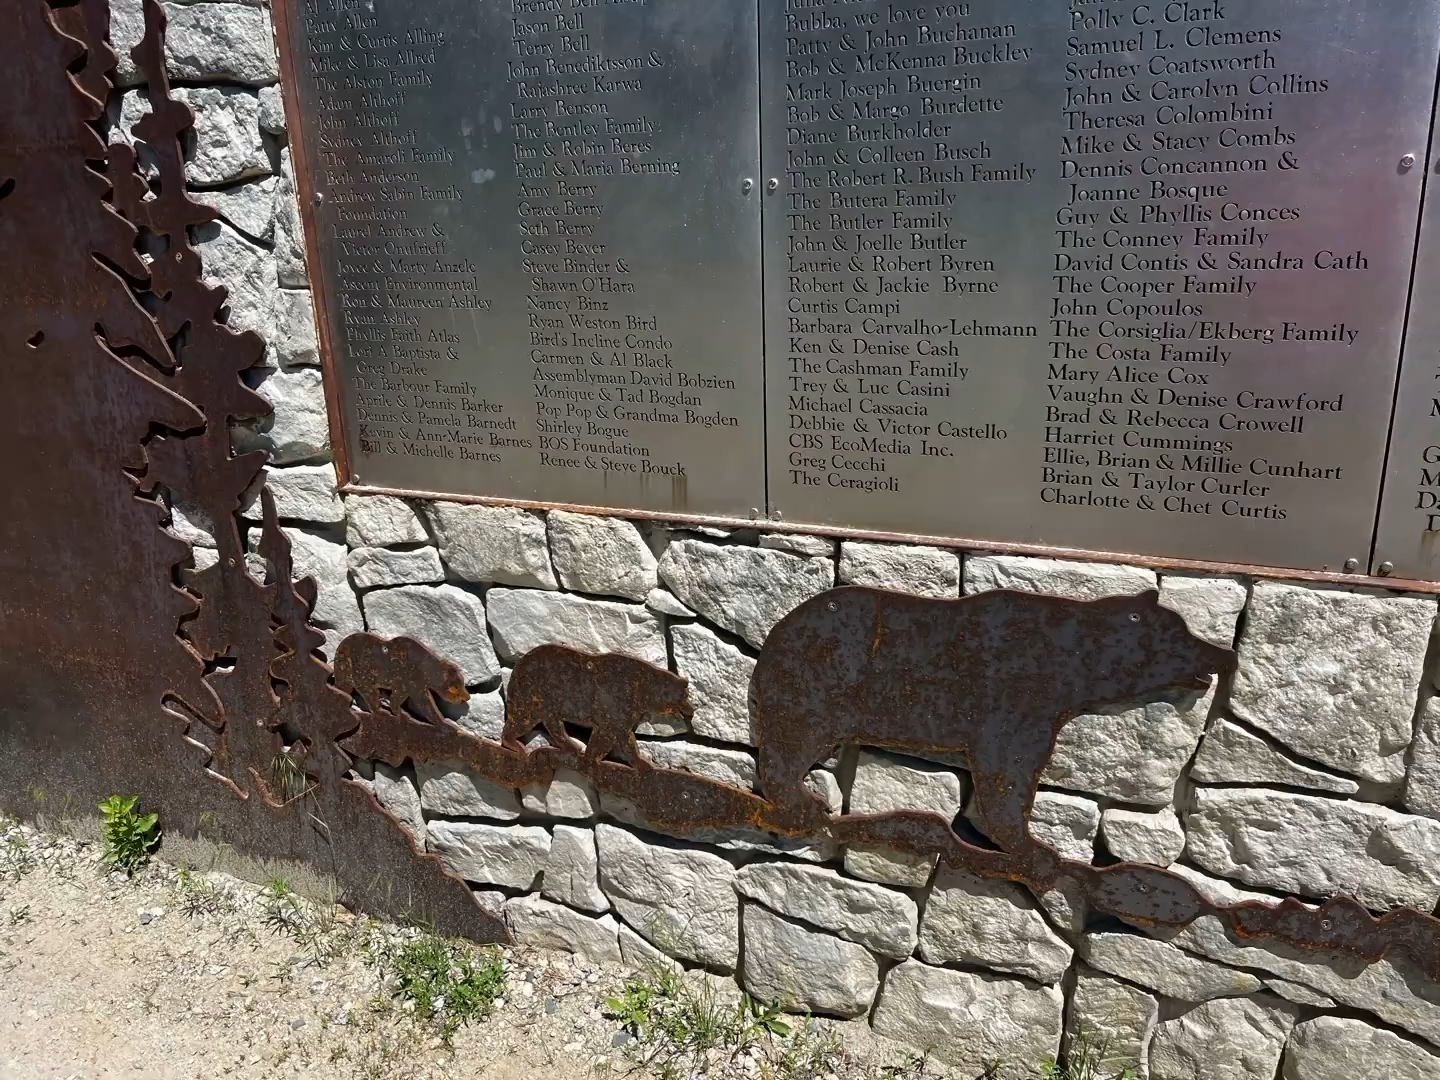 AJ Allen
Patty Allen
Kim & Curtis Alling
Mike & Lisa Allred
The Alston Family
Adam Althoff
John Althoff
Sydney Althoff
The Amaroli Family
Beth Anderson
Andrew Sabin Family
Foundation
Laurel Andrew &
Victor Onufrieff
Joyce & Marty Anzelc
Ascent Environmental
Ron & Maureen Ashley
Ryan Ashley
Phyllis Faith Atlas
Lori A Baptista &
Greg Drake
The Barbour Family
Aprile & Dennis Barker
Dennis & Pamela Barnedt
Kevin & Ann-Marie Barnes
Bill & Michelle Barnes
Brendy Bell
Jason Bell
Terry Bell
John Benediktsson &
Rajashree Karwa
Larry Benson
The Bentley Family
Jim & Robin Beres
Paul & Maria Berning
Amy Berry
Grace Berry
Seth Berry
Casey Beyer
Steve Binder &
Shawn O'Hara
Nancy Binz
Ryan Weston Bird
Bird's Incline Condo
Carmen & Al Black
Assemblyman David Bobzien
Monique & Tad Bogdan
Pop Pop & Grandma Bogden
Shirley Bogue
BOS Foundation
Renee & Steve Bouck
Bubba, we love you
Patty & John Buchanan
Bob & McKenna Buckley
Mark Joseph Buergin
Bob & Margo Burdette
Diane Burkholder
John & Colleen Busch
The Robert R. Bush Family
The Butera Family
The Butler Family
John & Joelle Butler
Laurie & Robert Byren
Robert & Jackie Byrne
Curtis Campi
Barbara Carvalho-Lehmann
Ken & Denise Cash
The Cashman Family
Trey & Luc Casini
Michael Cassacia
Debbie & Victor Castello
CBS EcoMedia Inc.
Greg Cecchi
The Ceragioli
Polly C. Clark
Samuel L. Clemens
Sydney Coatsworth
John & Carolyn Collins
Theresa Colombini
Mike & Stacy Combs
Dennis Concannon &
Joanne Bosque
Guy & Phyllis Conces
The Conney Family
David Contis & Sandra Cath
The Cooper Family
John Copoulos
The Corsiglia/Ekberg Family
The Costa Family
Mary Alice Cox
Vaughn & Denise Crawford
Brad & Rebecca Crowell
Harriet Cummings
Ellie, Brian & Millie Cunhart
Brian & Taylor Curler
Charlotte & Chet Curtis